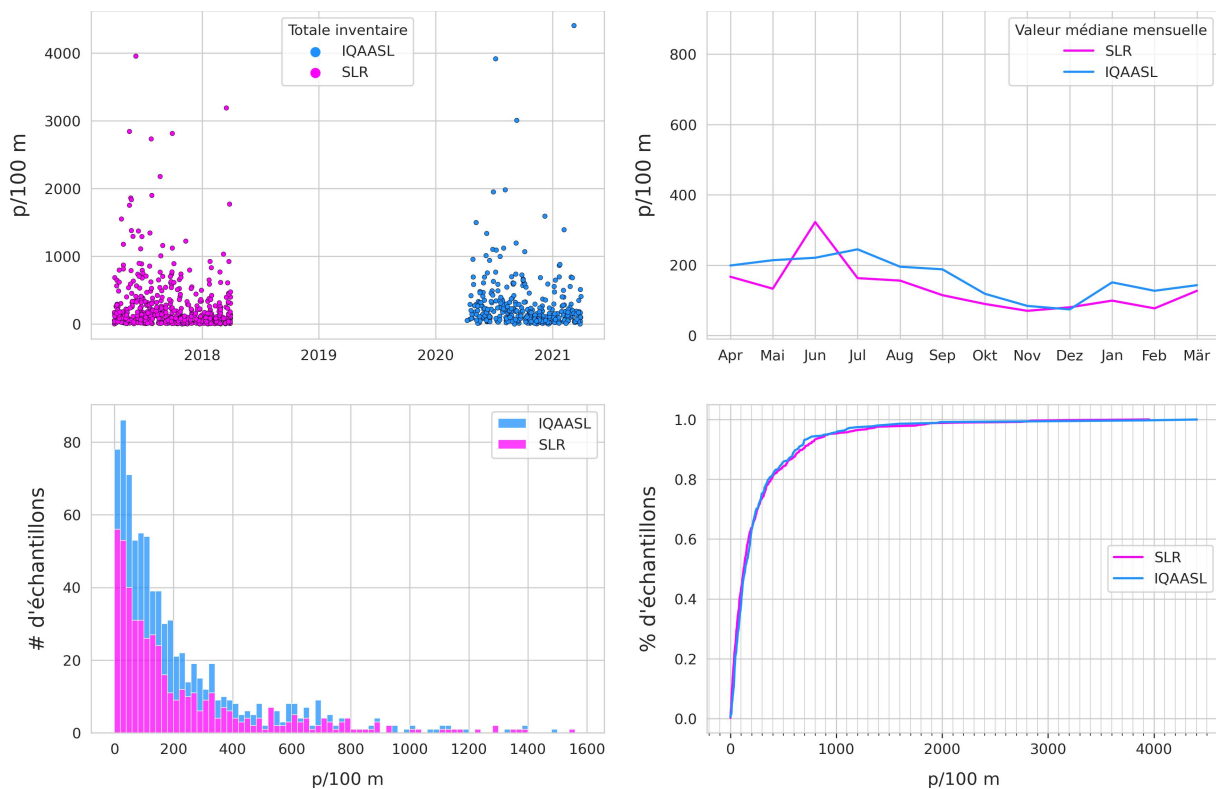 Totale inventaire
IQAASL
SLR
p/100 m
4000
3000
2000
1000
0
2018 2019 2020 2021
Valeur médiane mensuelle
SLR
IQAASL
p/100 m
800
600
400
200
0
Apr Mai Jun Jul Aug Sep Okt Nov Dez Jan Feb Mär
IQAASL
SLR
# d'échantillons
80
60
40
20
0
0 200 400 600 800 1000 1200 1400 1600
p/100 m
SLR
IQAASL
% d'échantillons
1.0
0.8
0.6
0.4
0.2
0.0
0 1000 2000 3000 4000
p/100 m